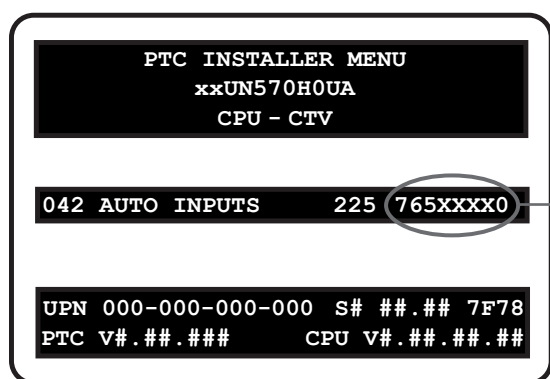 PTC INSTALLER MENU
xxUN570H0UA
CPU – CTV
042 AUTO INPUTS 225 765XXXX0
UPN 000-000-000-000 S# ##.## 7F78
PTC V#.##.### CPU V#.##.##.##